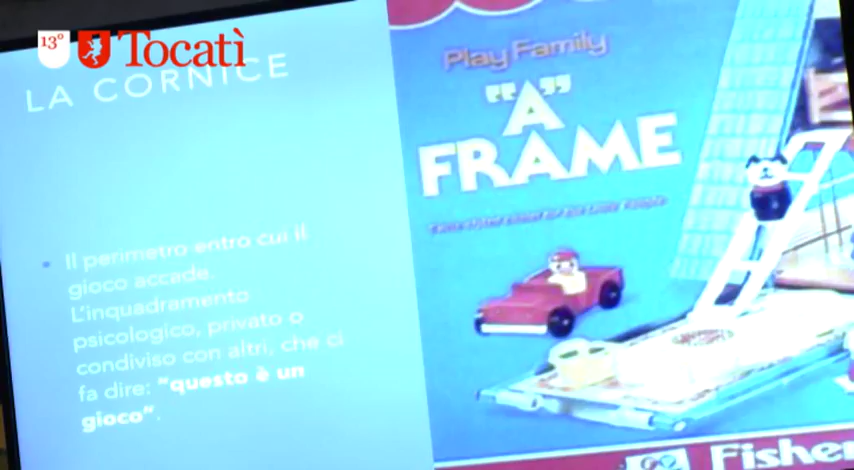 13°
Tocatì
LA CORNICE
• Il perimetro entro cui il
gioco accade.
L'inquadramento
psicologico, privato o
condiviso con altri, che ci
fa dire: "questo è un
gioco".
Play Family
"A"
FRAME
Fisher